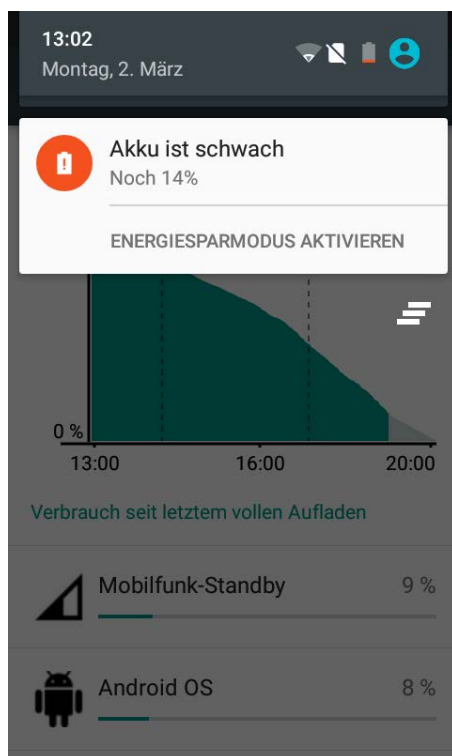 13:02
Montag, 2. März
Akku ist schwach
Noch 14%
ENERGIESPARMODUS AKTIVIEREN
0 %
13:00 16:00 20:00
Verbrauch seit letztem vollen Aufladen
Mobilfunk-Standby 9 %
Android OS 8 %